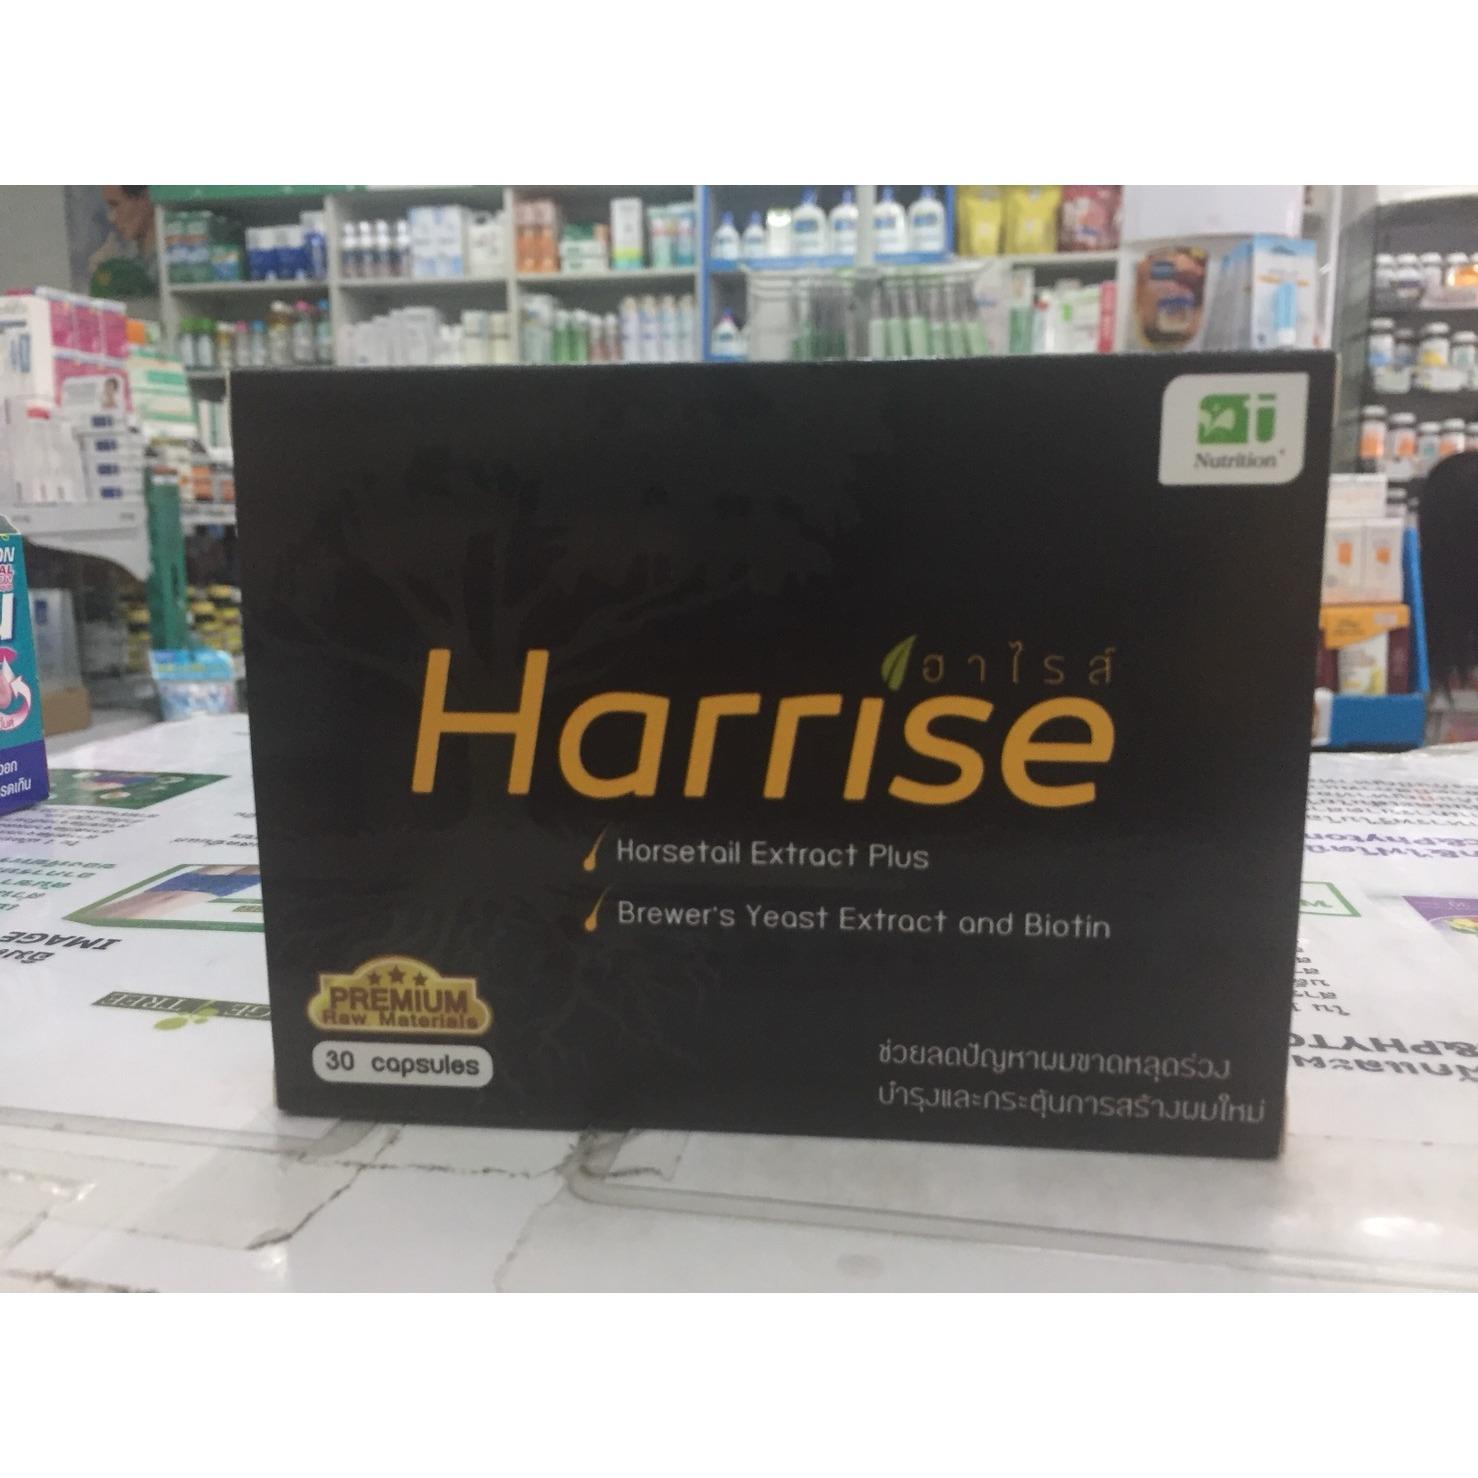 Nutrition
ฮาไรส์
Harrise
Horsetail Extract Plus
Brewer's Yeast Extract and Biotin
PREMIUM
Raw Materials
30 capsules
ช่วยลดปัญหาผมขาดหลุดร่วง
บำรุงและกระตุ้นการสร้างผมใหม่
IMAGE
GE TREE